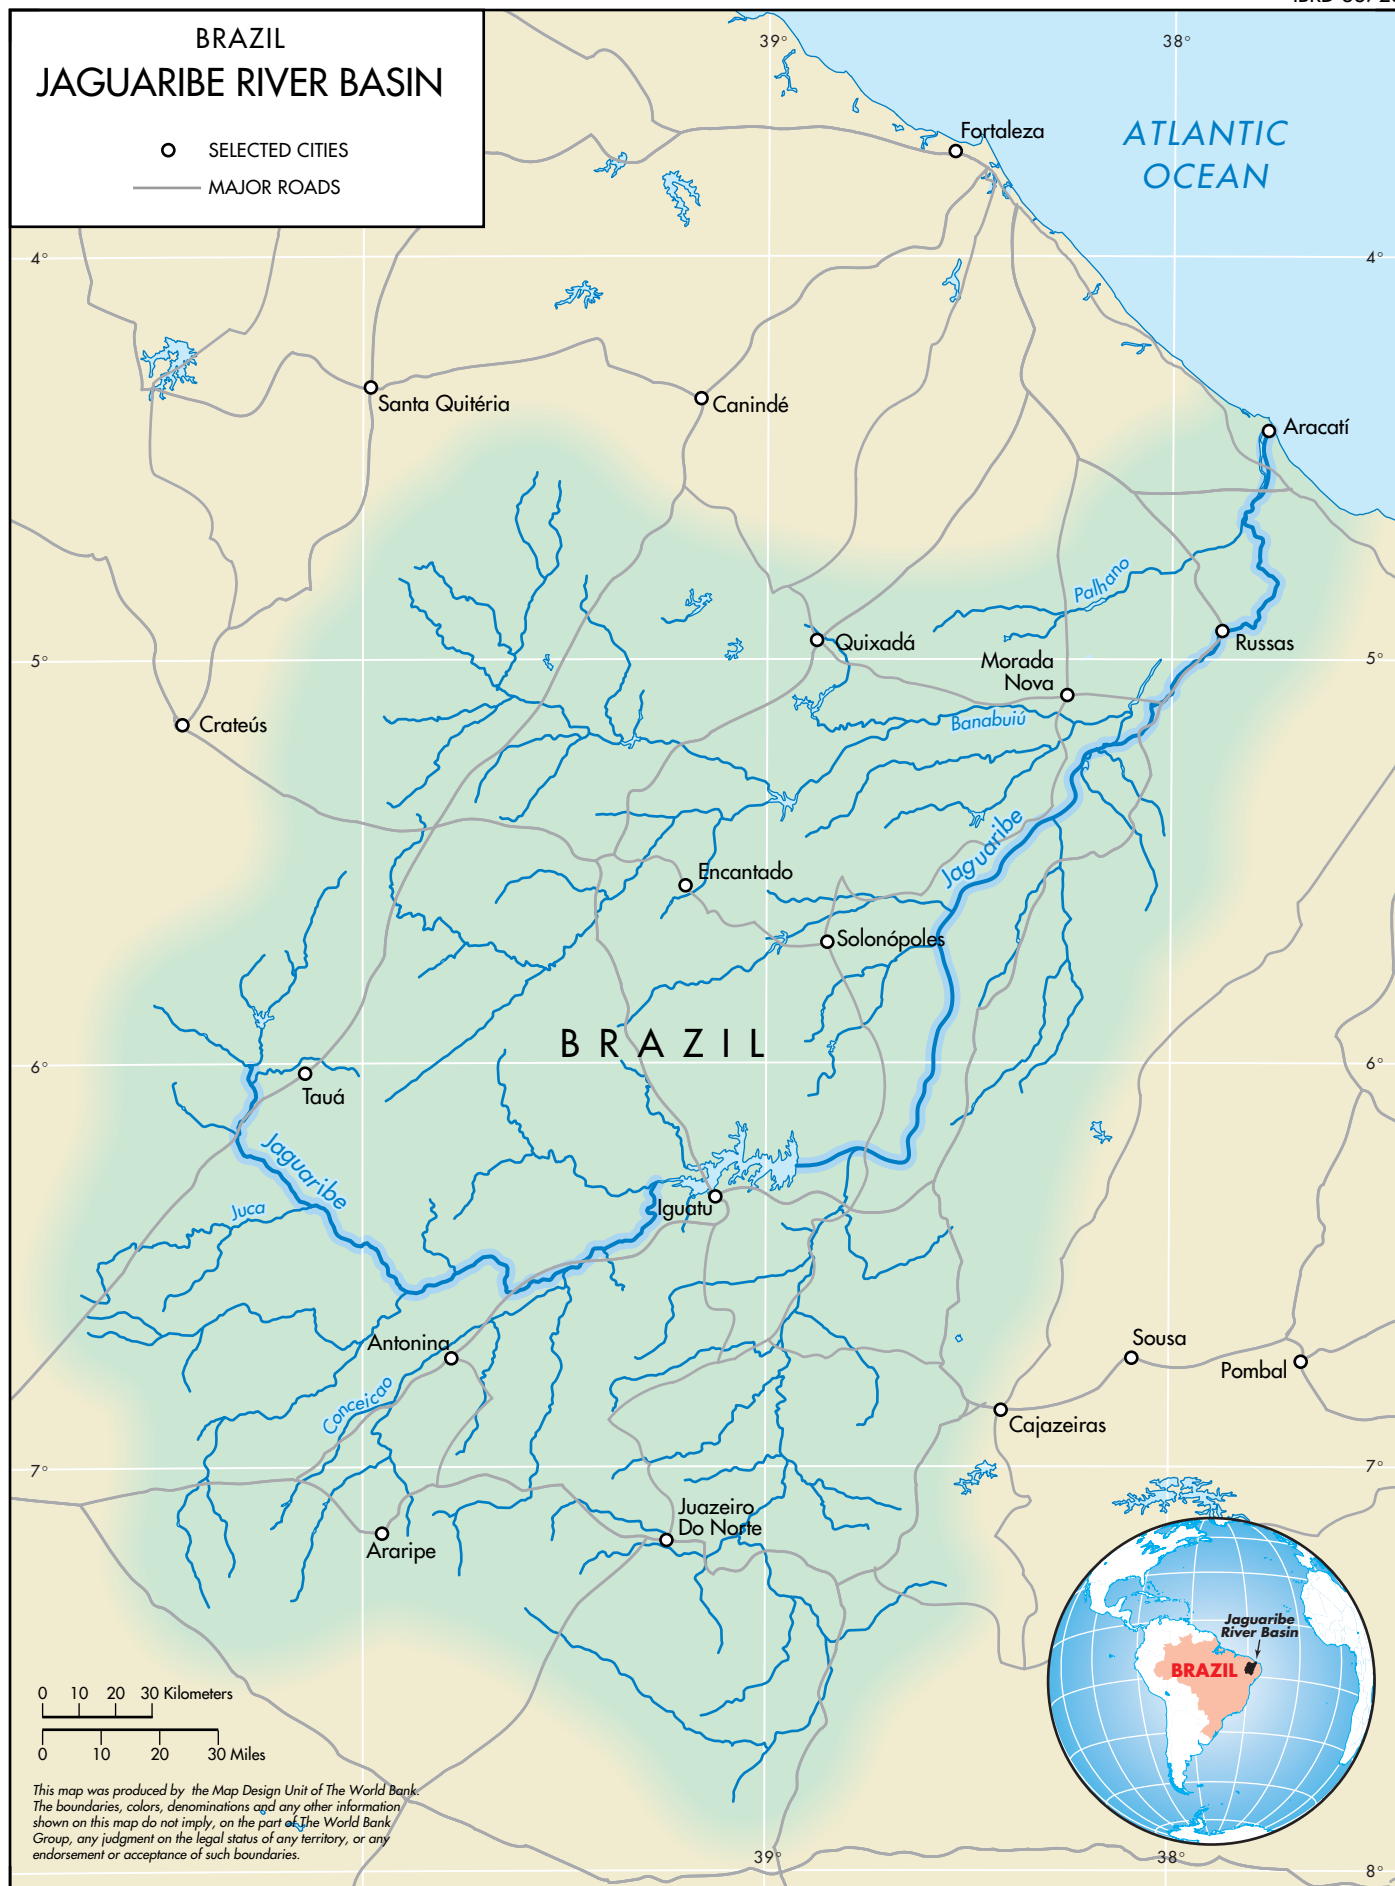 BRAZIL
JAGUARIBE RIVER BASIN
SELECTED CITIES
MAJOR ROADS
39°
38°
ATLANTIC
OCEAN
Fortaleza
4°
4°
Santa Quitéria
Canindé
Aracatí
Palhano
Quixadá
Russas
5°
5°
Morada
Nova
Crateús
Banabuiú
Jaguaribe
Encantado
Solonópoles
BRAZIL
6°
6°
Tauá
Jaguaribe
Juca
Iguatu
Antonina
Sousa
Pombal
Conceicao
Cajazeiras
7°
7°
Juazeiro
Do Norte
Araripe
Jaguaribe
River Basin
BRAZIL
0 10 20 30 Kilometers
0 10 20 30 Miles
This map was produced by the Map Design Unit of The World Bank.
The boundaries, colors, denominations and any other information
shown on this map do not imply, on the part of The World Bank
Group, any judgment on the legal status of any territory, or any
endorsement or acceptance of such boundaries.
39°
38°
8°